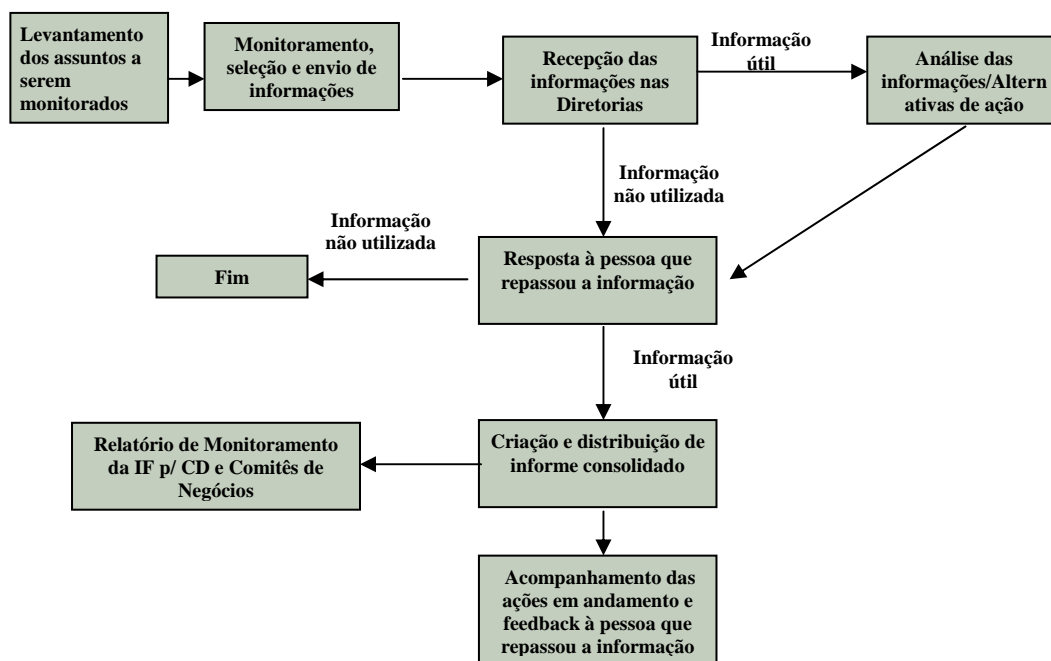 Levantamento
dos assuntos a
serem
monitorados
Monitoramento,
seleção e envio de
informações
Recepção das
informações nas
Diretorias
Informação
útil
Análise das
informações/Altern
ativas de ação
Informação
não utilizada
Informação
não utilizada
Fim
Resposta à pessoa que
repassou a informação
Informação
útil
Relatório de Monitoramento
da IF p/ CD e Comitês de
Negócios
Criação e distribuição de
informe consolidado
Acompanhamento das
ações em andamento e
feedback à pessoa que
repassou a informação